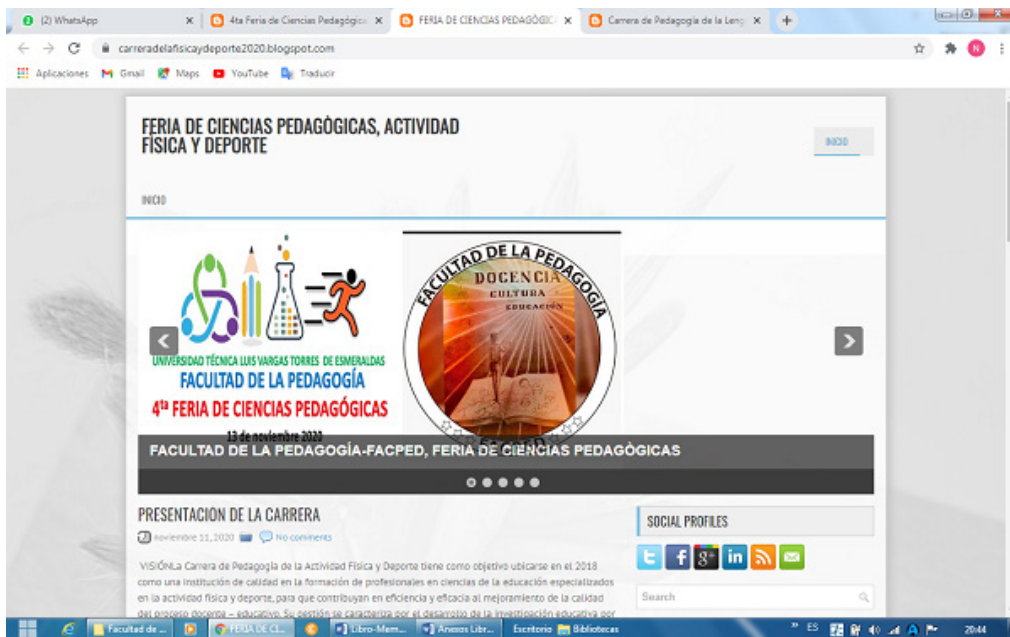 (2) WhatsApp
4ta Feria de Ciencias Pedagógic
FERIA DE CIENCIAS PEDAGÓGIC
Carrera de Pedagogía de la Leng
carreradelafisicaydeporte2020.blogspot.com
N
Aplicaciones
Gmail
Maps
YouTube
Traducir
FERIA DE CIENCIAS PEDAGÒGICAS, ACTIVIDAD
FÍSICA Y DEPORTE
INICIO
INICIO
UNIVERSIDAD TÉCNICA LUIS VARGAS TORRES DE ESMERALDAS
FACULTAD DE LA PEDAGOGÍA
4ta FERIA DE CIENCIAS PEDAGÓGICAS
13 de noviembre 2020
FACULTAD DE LA PEDAGOGÍA
DOCENCIA
CULTURA
EDUCACIÓN
FACPED
FACULTAD DE LA PEDAGOGÍA-FACPED, FERIA DE CIENCIAS PEDAGÒGICAS
PRESENTACION DE LA CARRERA
noviembre 11, 2020
No comments
VISIÓNLa Carrera de Pedagogía de la Actividad Física y Deporte tiene como objetivo ubicarse en el 2018
como una institución de calidad en la formación de profesionales en ciencias de la educación especializados
en la actividad física y deporte, para que contribuyan en eficiencia y eficacia al mejoramiento de la calidad
del proceso docente – educativo. Su gestión se caracteriza por el desarrollo de la investigación educativa por
SOCIAL PROFILES
Search
Facultad de ...
FERIA DE CI...
Libro-Mem...
Anexos Libr...
Escritorio
Bibliotecas
ES
20:44